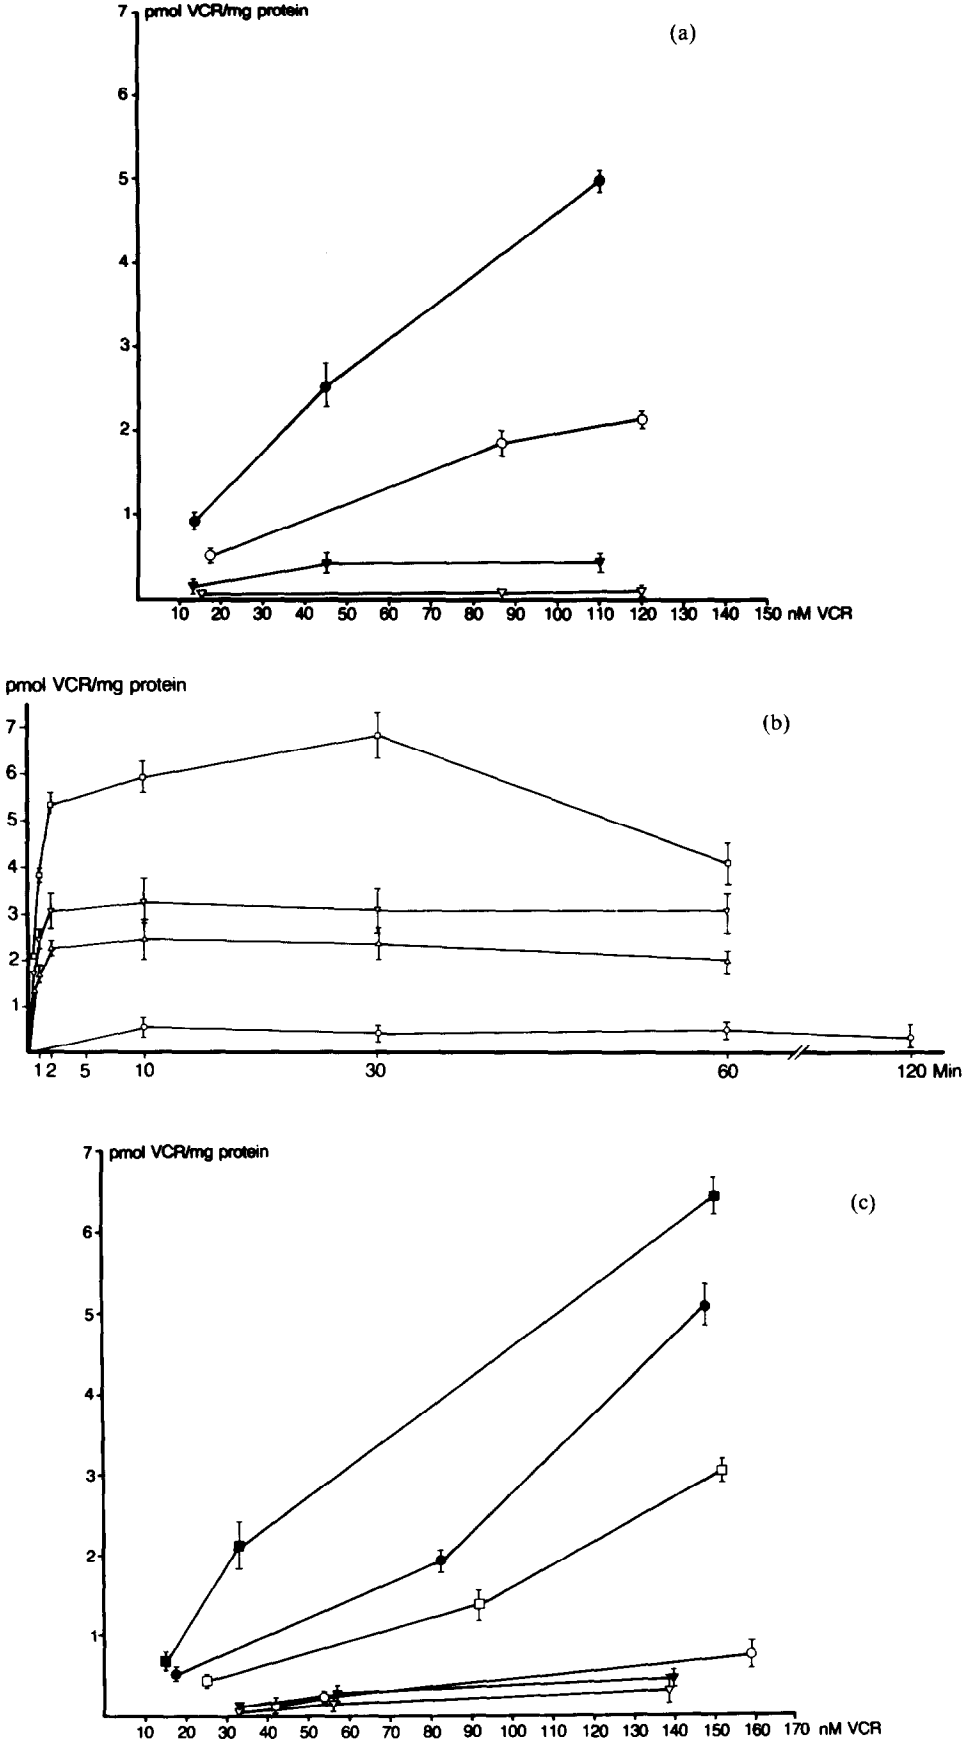 7 pmol VCR/mg protein
(a)
6
5
4
3
2
1
10 20 30 40 50 60 70 80 90 100 110 120 130 140 150 nM VCR
pmol VCR/mg protein
(b)
7
6
5
4
3
2
1
1 2 5 10 30 60 120 Min
7 pmol VCR/mg protein
(c)
6
5
4
3
2
1
10 20 30 40 50 60 70 80 90 100 110 120 130 140 150 160 170 nM VCR